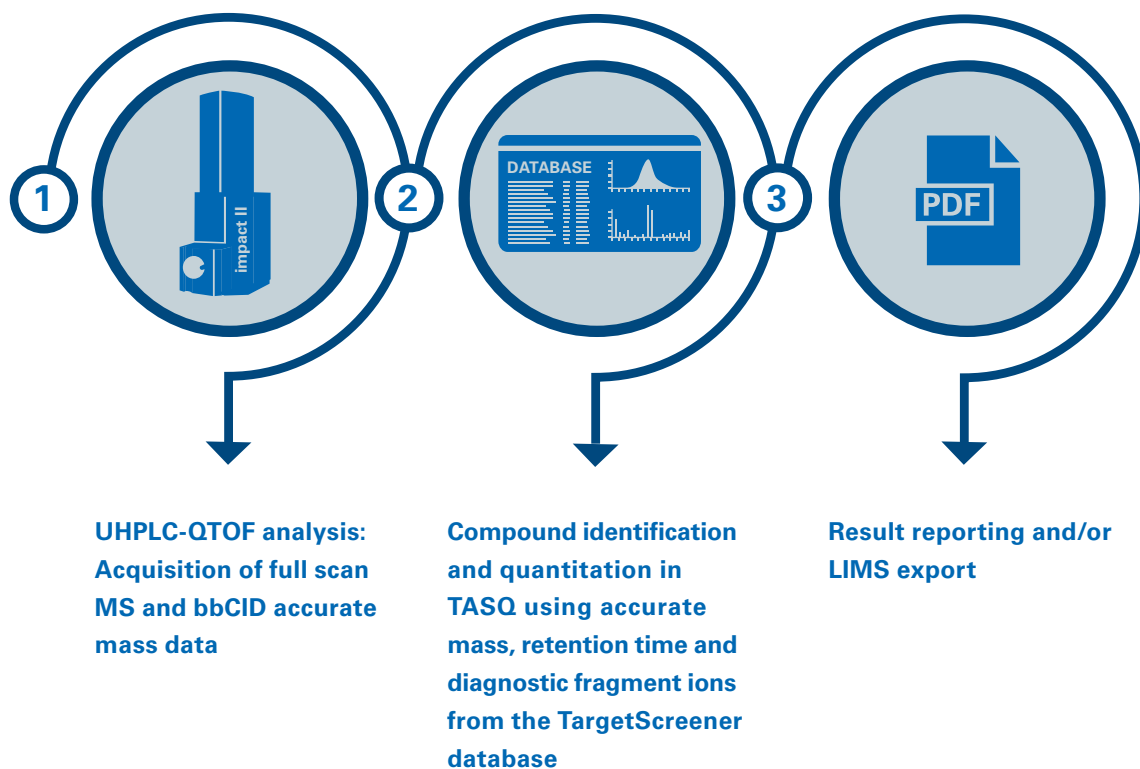 1
impact II
2
DATABASE
3
PDF
UHPLC-QTOF analysis:
Acquisition of full scan
MS and bbCID accurate
mass data
Compound identification
and quantitation in
TASQ using accurate
mass, retention time and
diagnostic fragment ions
from the TargetScreener
database
Result reporting and/or
LIMS export